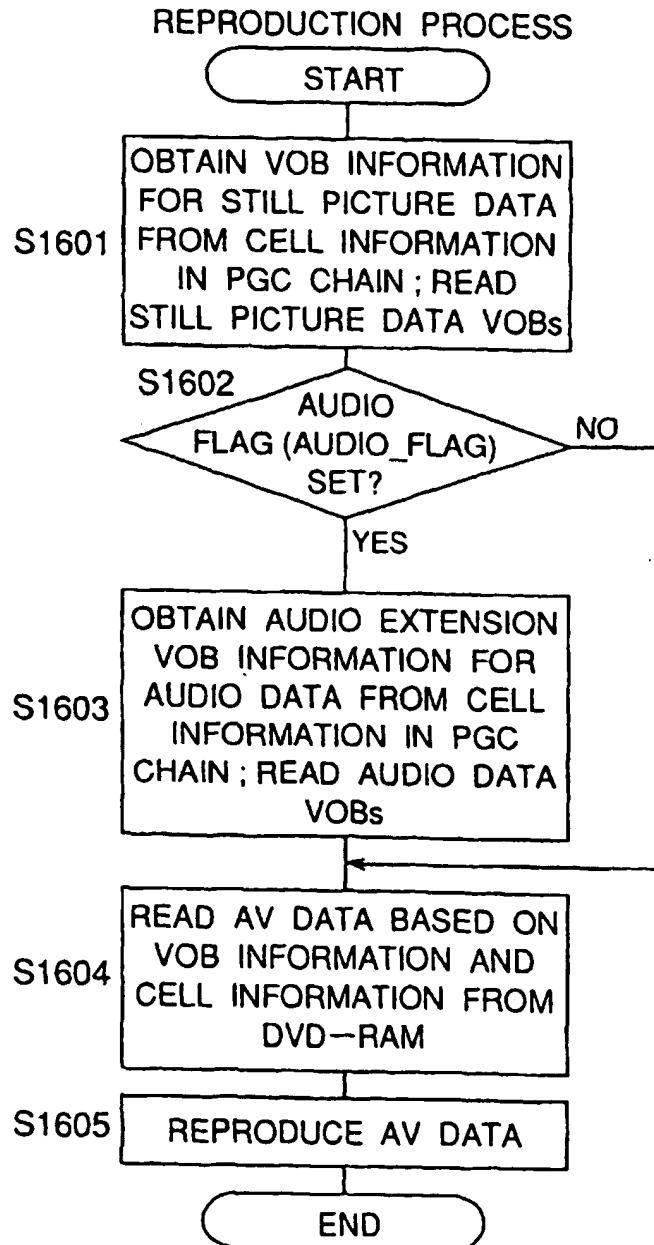 REPRODUCTION PROCESS
START
S1601
OBTAIN VOB INFORMATION
FOR STILL PICTURE DATA
FROM CELL INFORMATION
IN PGC CHAIN ; READ
STILL PICTURE DATA VOBs
S1602
AUDIO
FLAG (AUDIO_FLAG)
SET?
NO
YES
S1603
OBTAIN AUDIO EXTENSION
VOB INFORMATION FOR
AUDIO DATA FROM CELL
INFORMATION IN PGC
CHAIN ; READ AUDIO DATA
VOBs
S1604
READ AV DATA BASED ON
VOB INFORMATION AND
CELL INFORMATION FROM
DVD-RAM
S1605
REPRODUCE AV DATA
END